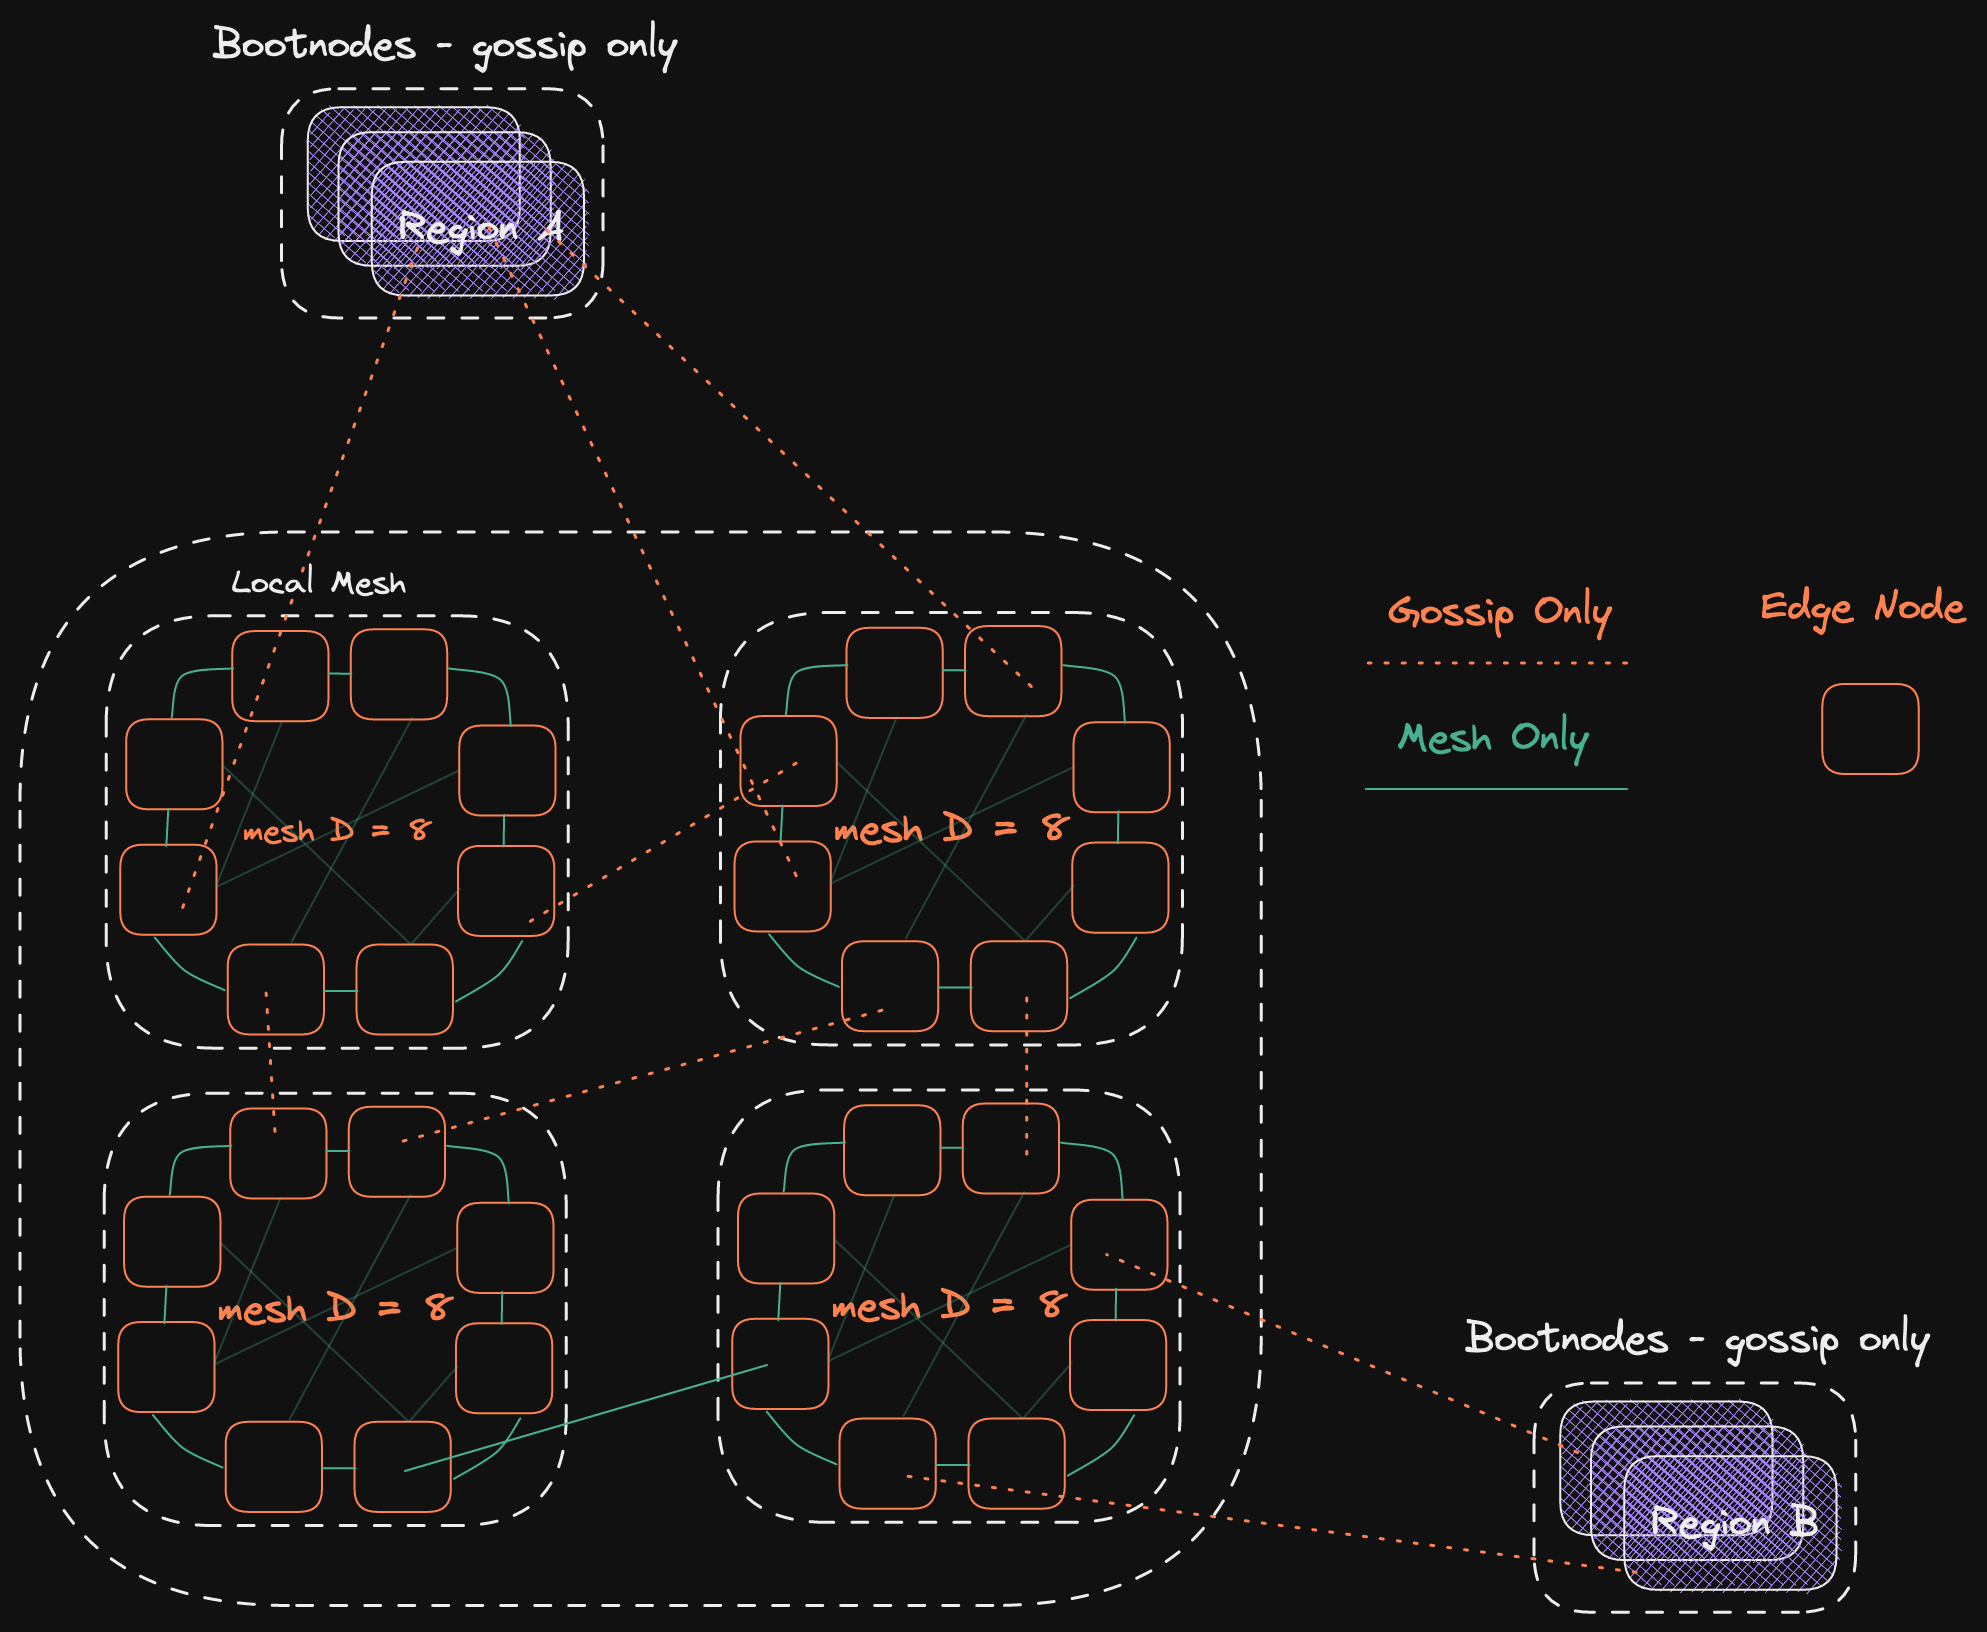 Bootnodes - gossip only
Region A
Local Mesh
Gossip Only
Edge Node
Mesh Only
mesh D = 8
mesh D = 8
mesh D = 8
mesh D = 8
Bootnodes - gossip only
Region B